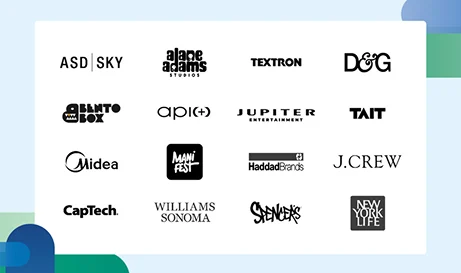 ASD|SKY
alane adams
STUDIOS
TEXTRON
D&G
BENTO
BOX
api(+)
JUPITER
ENTERTAINMENT
TAIT
Midea
MANI
FEST
HaddadBrands
J.CREW
CapTech
WILLIAMS
SONOMA
SPENCER'S
NEW
YORK
LIFE